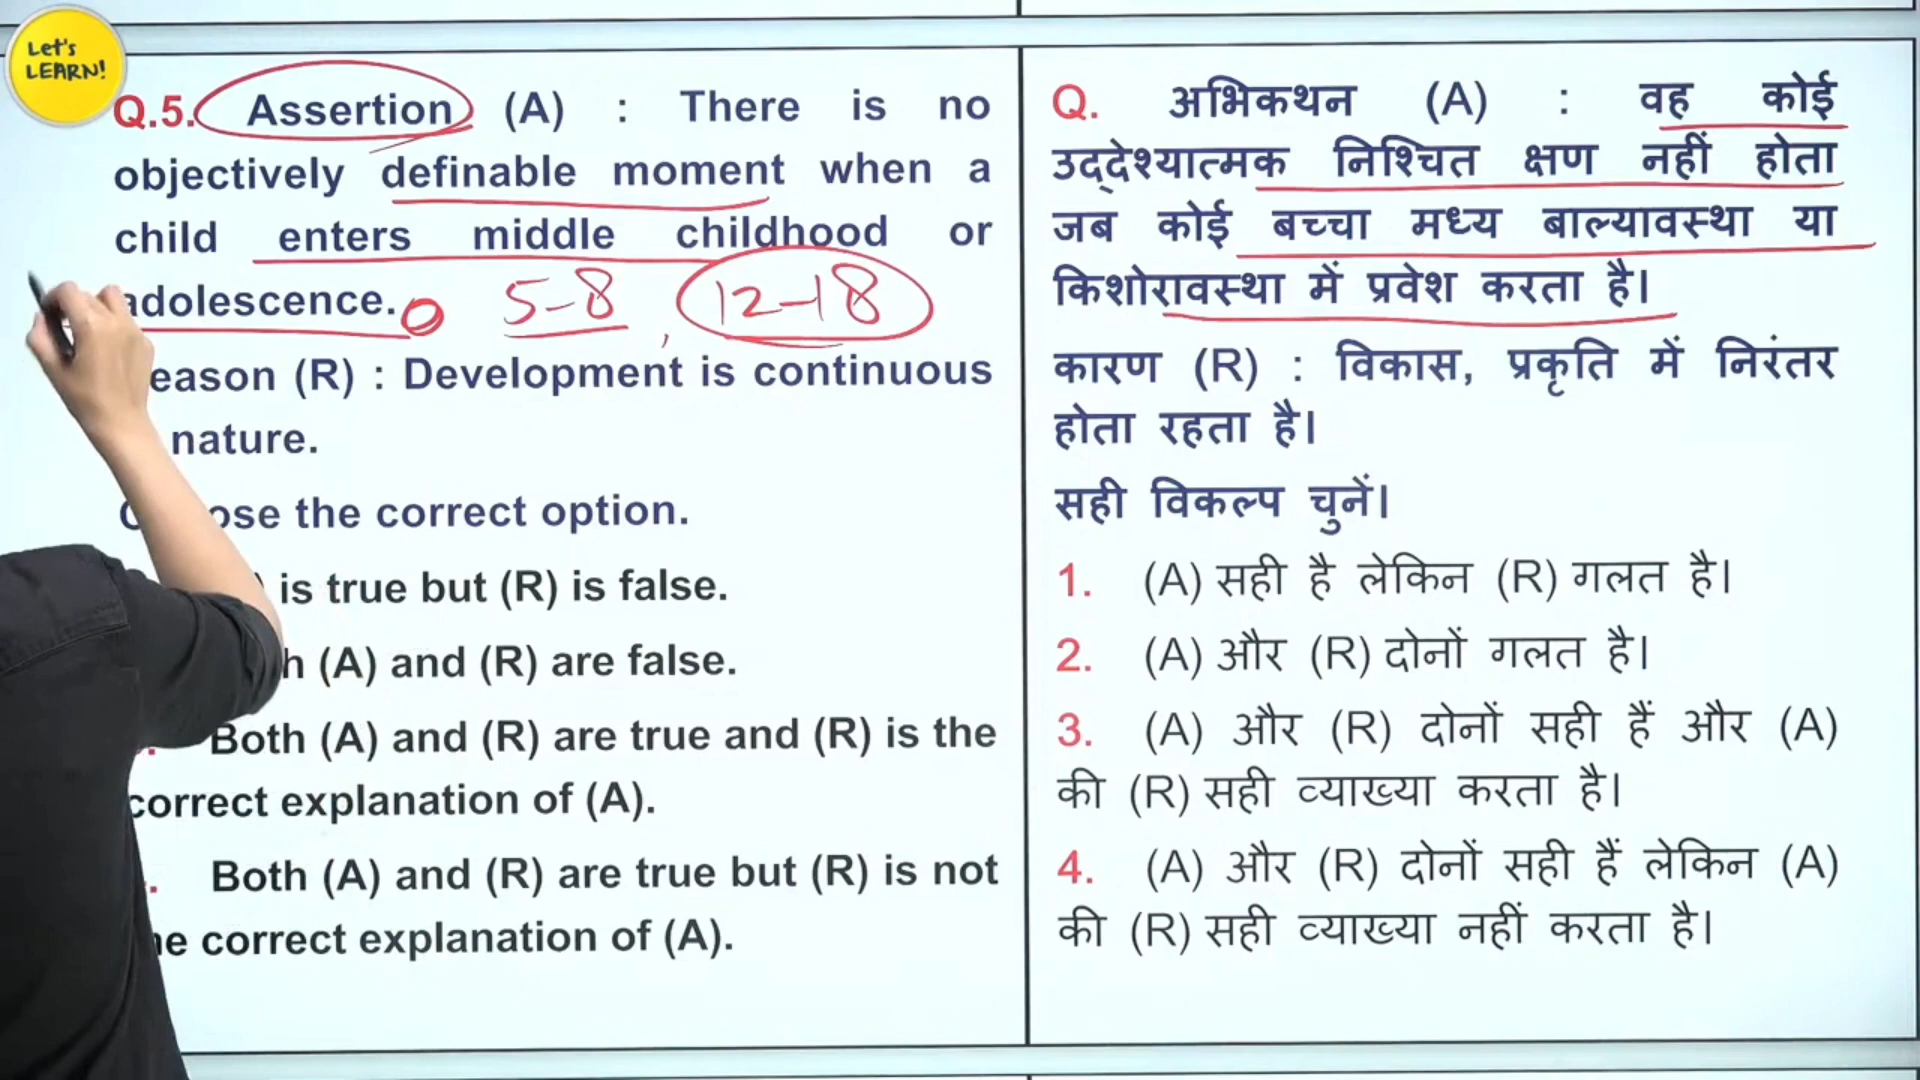 Let's
LEARN!
Q.5. Assertion (A) : There is no
objectively definable moment when a
child enters middle childhood or
adolescence. 5-8, 12-18
eason (R) : Development is continuous
nature.
ose the correct option.
is true but (R) is false.
h (A) and (R) are false.
Both (A) and (R) are true and (R) is the
correct explanation of (A).
Both (A) and (R) are true but (R) is not
he correct explanation of (A).
Q. अभिकथन (A) : वह कोई
उद्देश्यात्मक निश्चित क्षण नहीं होता
जब कोई बच्चा मध्य बाल्यावस्था या
किशोरावस्था में प्रवेश करता है।
कारण (R) : विकास, प्रकृति में निरंतर
होता रहता है।
सही विकल्प चुनें।
1. (A) सही है लेकिन (R) गलत है।
2. (A) और (R) दोनों गलत है।
3. (A) और (R) दोनों सही हैं और (A)
की (R) सही व्याख्या करता है।
4. (A) और (R) दोनों सही हैं लेकिन (A)
की (R) सही व्याख्या नहीं करता है।